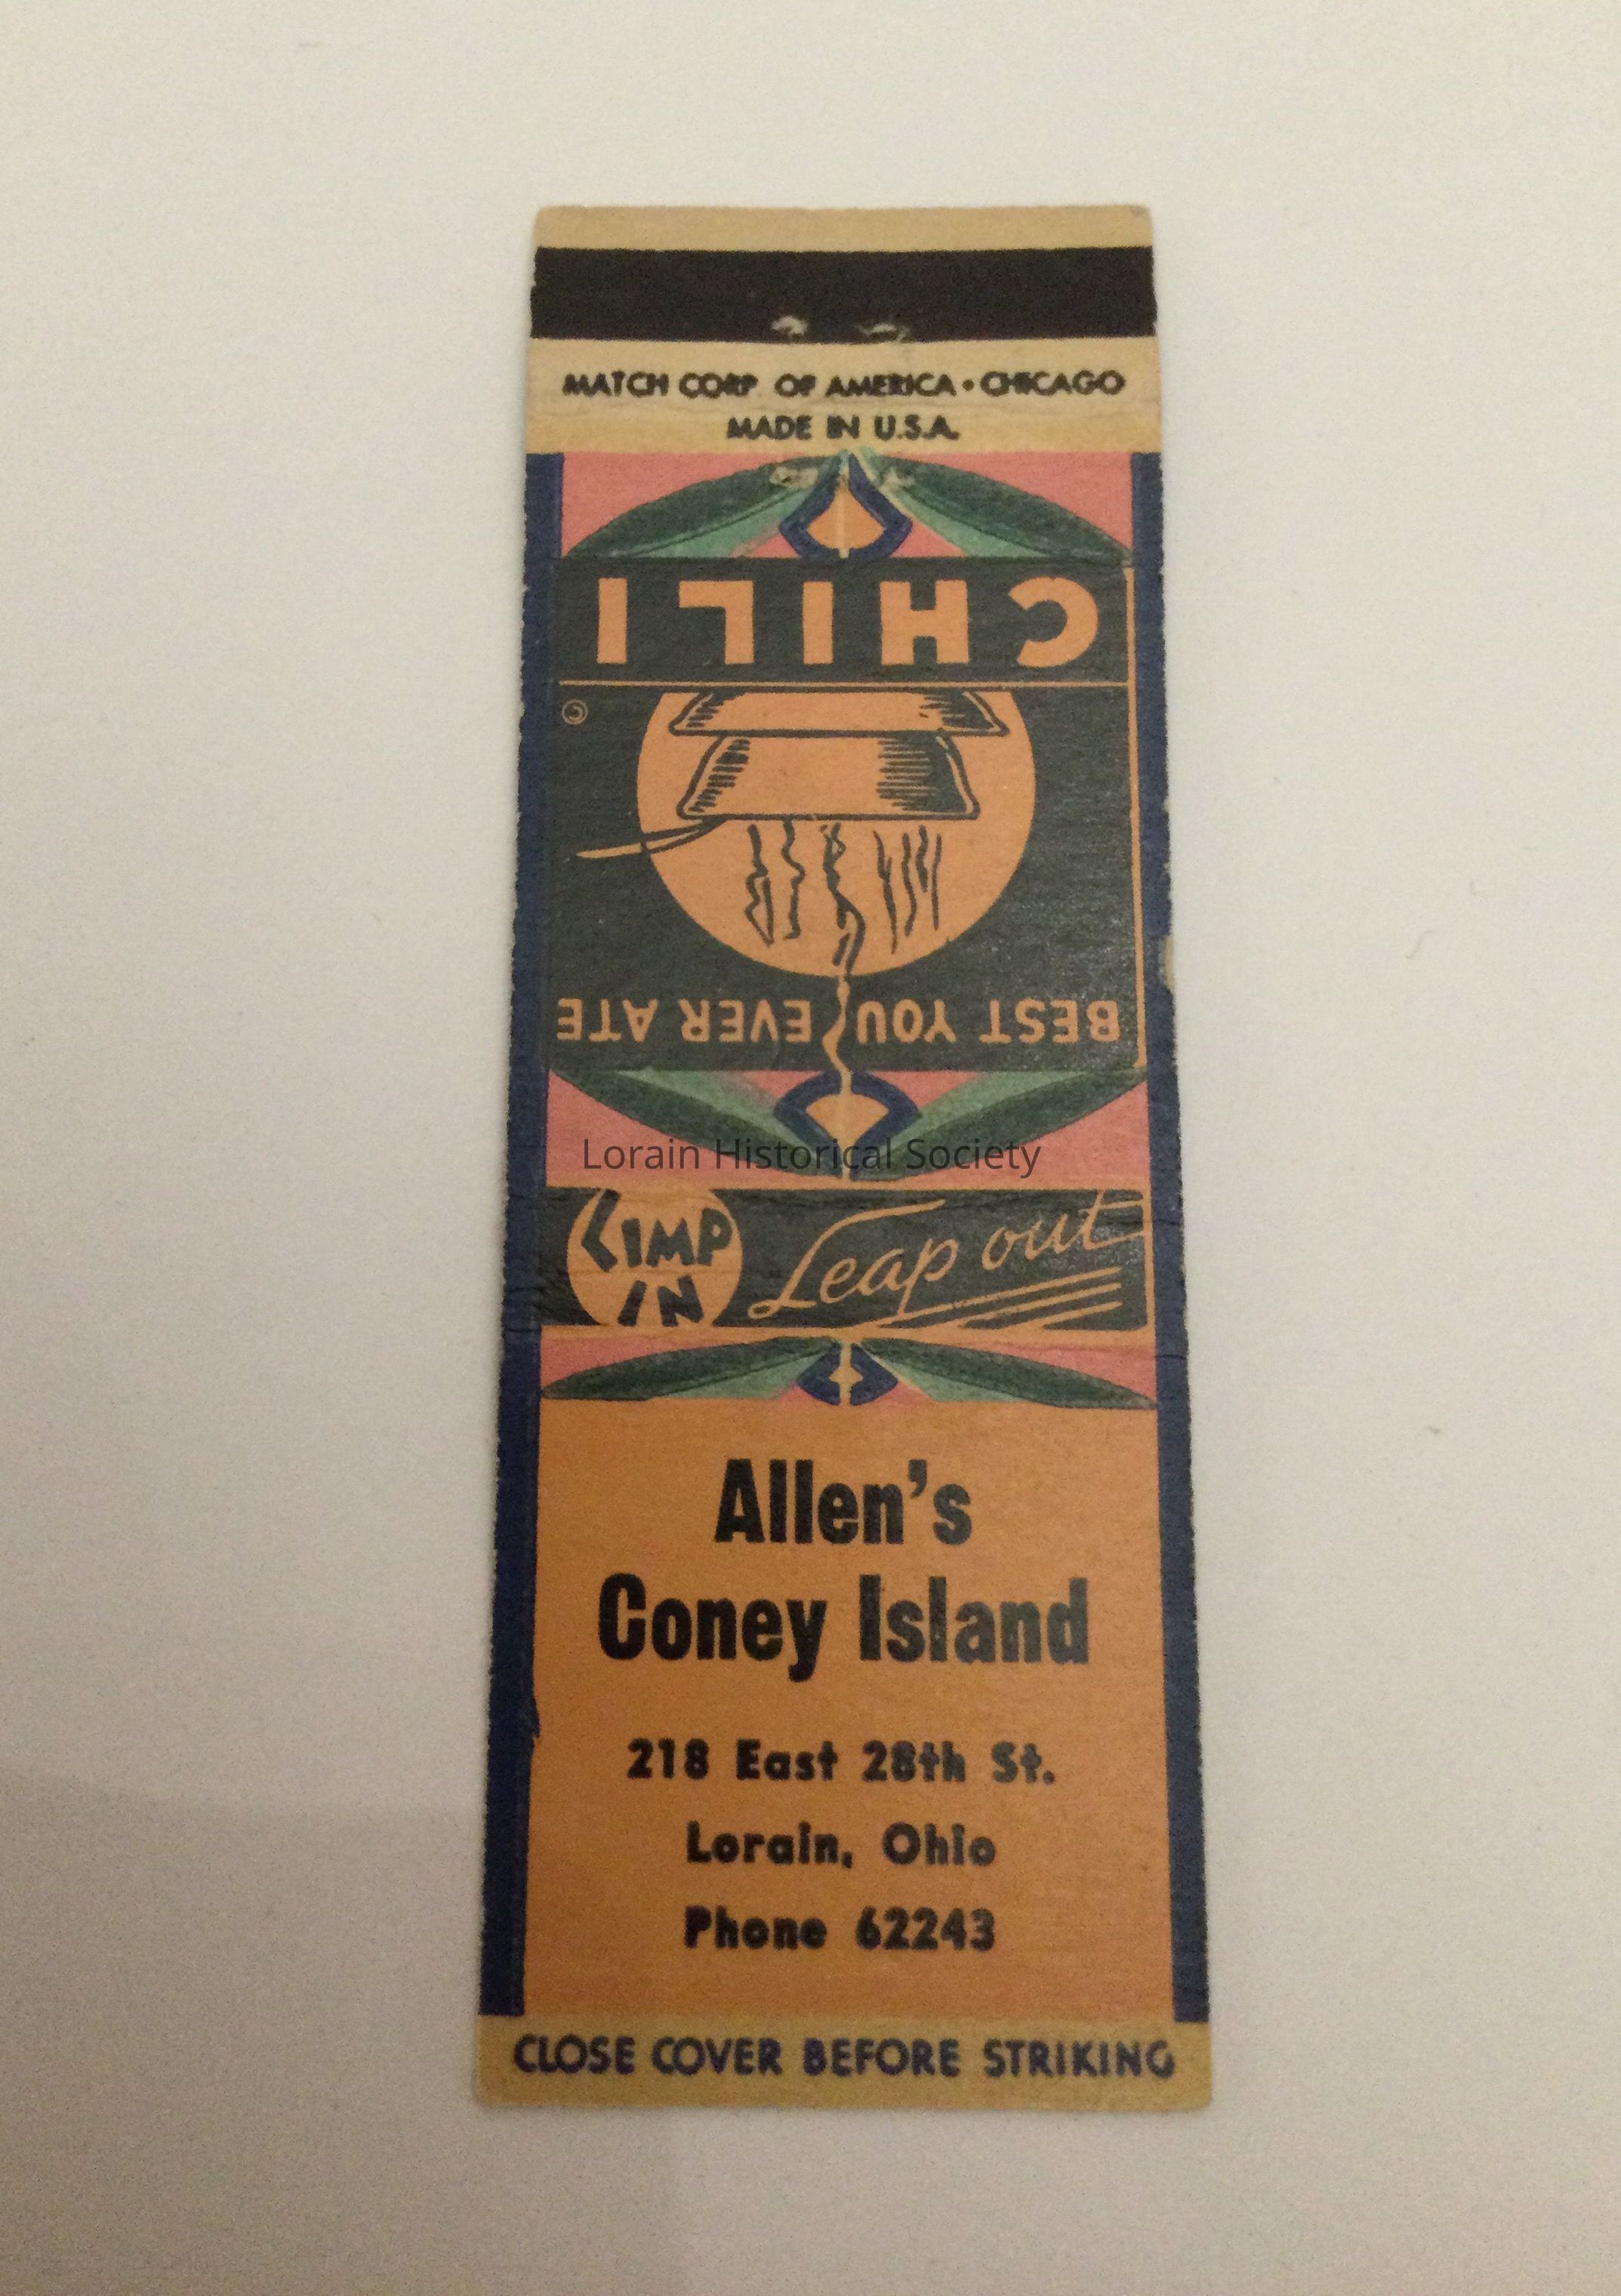 MATCH CORP. OF AMERICA • CHICAGO
MADE IN U.S.A.
CHILI
©
BEST YOU EVER ATE
Lorain Historical Society
LIMP
IN
Leap out
Allen's
Coney Island
218 East 28th St.
Lorain, Ohio
Phone 62243
CLOSE COVER BEFORE STRIKING